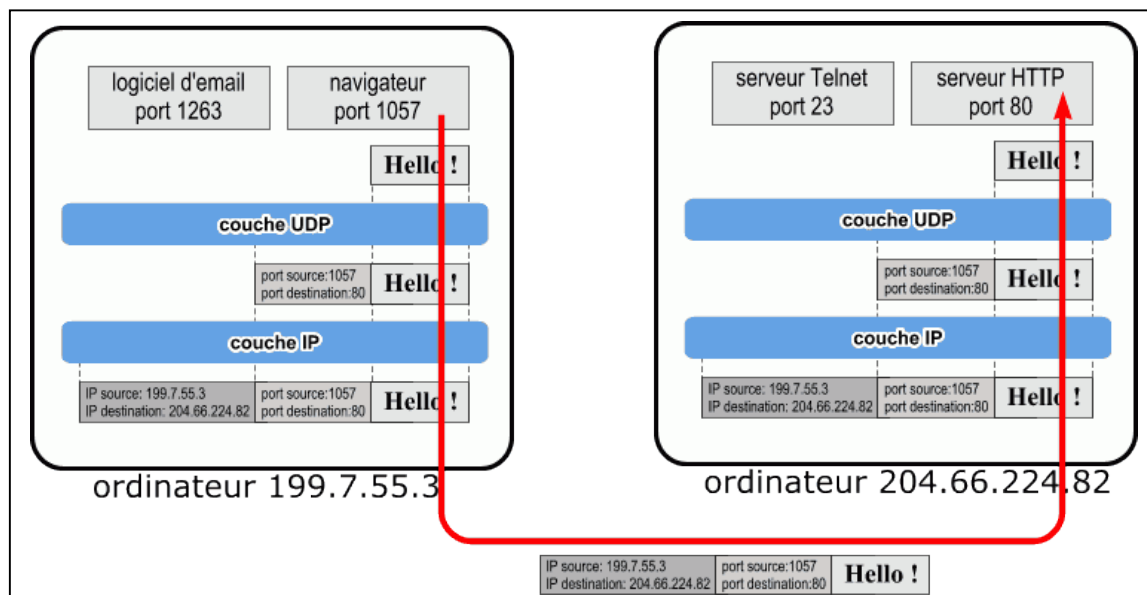 logiciel d'email
port 1263
navigateur
port 1057
Hello !
couche UDP
port source:1057
port destination:80
Hello !
couche IP
IP source: 199.7.55.3
IP destination: 204.66.224.82
port source:1057
port destination:80
Hello !
ordinateur 199.7.55.3
serveur Telnet
port 23
serveur HTTP
port 80
Hello !
couche UDP
port source:1057
port destination:80
Hello !
couche IP
IP source: 199.7.55.3
IP destination: 204.66.224.82
port source:1057
port destination:80
Hello !
ordinateur 204.66.224.82
IP source: 199.7.55.3
IP destination: 204.66.224.82
port source:1057
port destination:80
Hello !